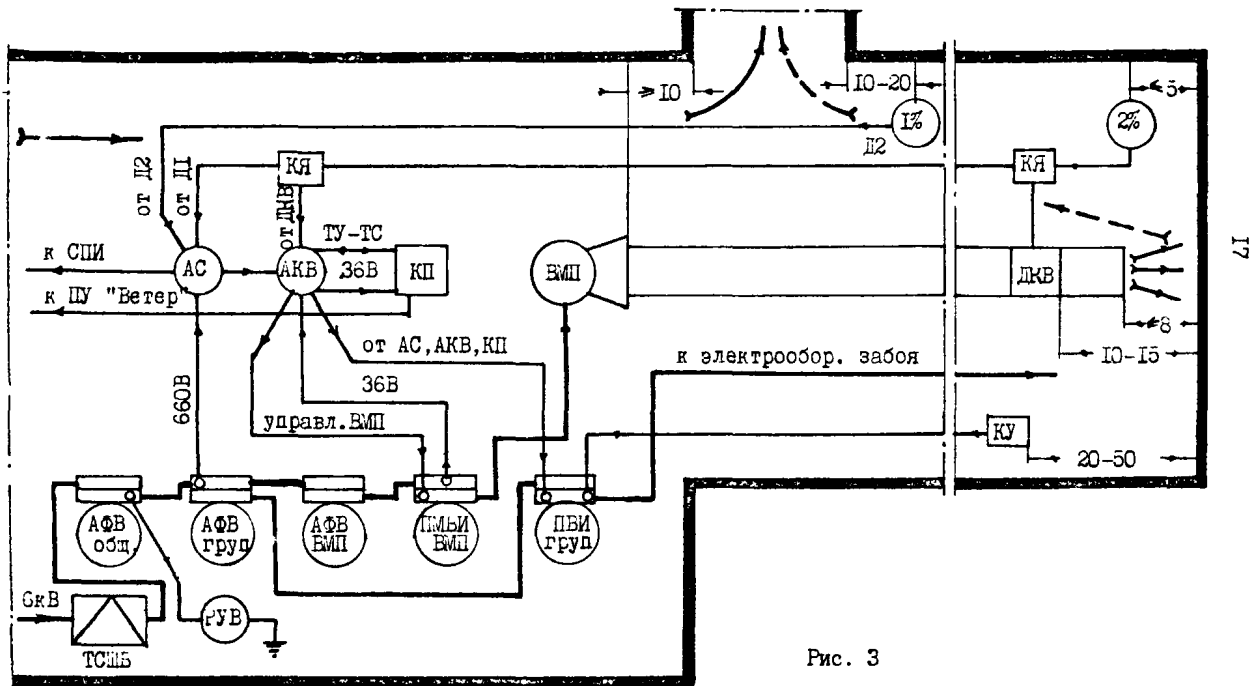 ≥10
10-20
≤5
1%
Д2
2%
17
от Д2
от Д1
КЯ
от ДКВ
КЯ
к СПИ
АС
АКВ
ТУ-ТС
36В
КП
ВМП
ДКВ
к ПУ "Ветер"
≤8
10-15
от АС,АКВ,КП
к электрообор. забоя
660В
36В
управл.ВМП
КУ
20-50
АФВ общ.
АФВ груп
АФВ ВМП
ПМВИ ВМП
ПВИ груп
6кВ
РУВ
ТСШВ
Рис. 3